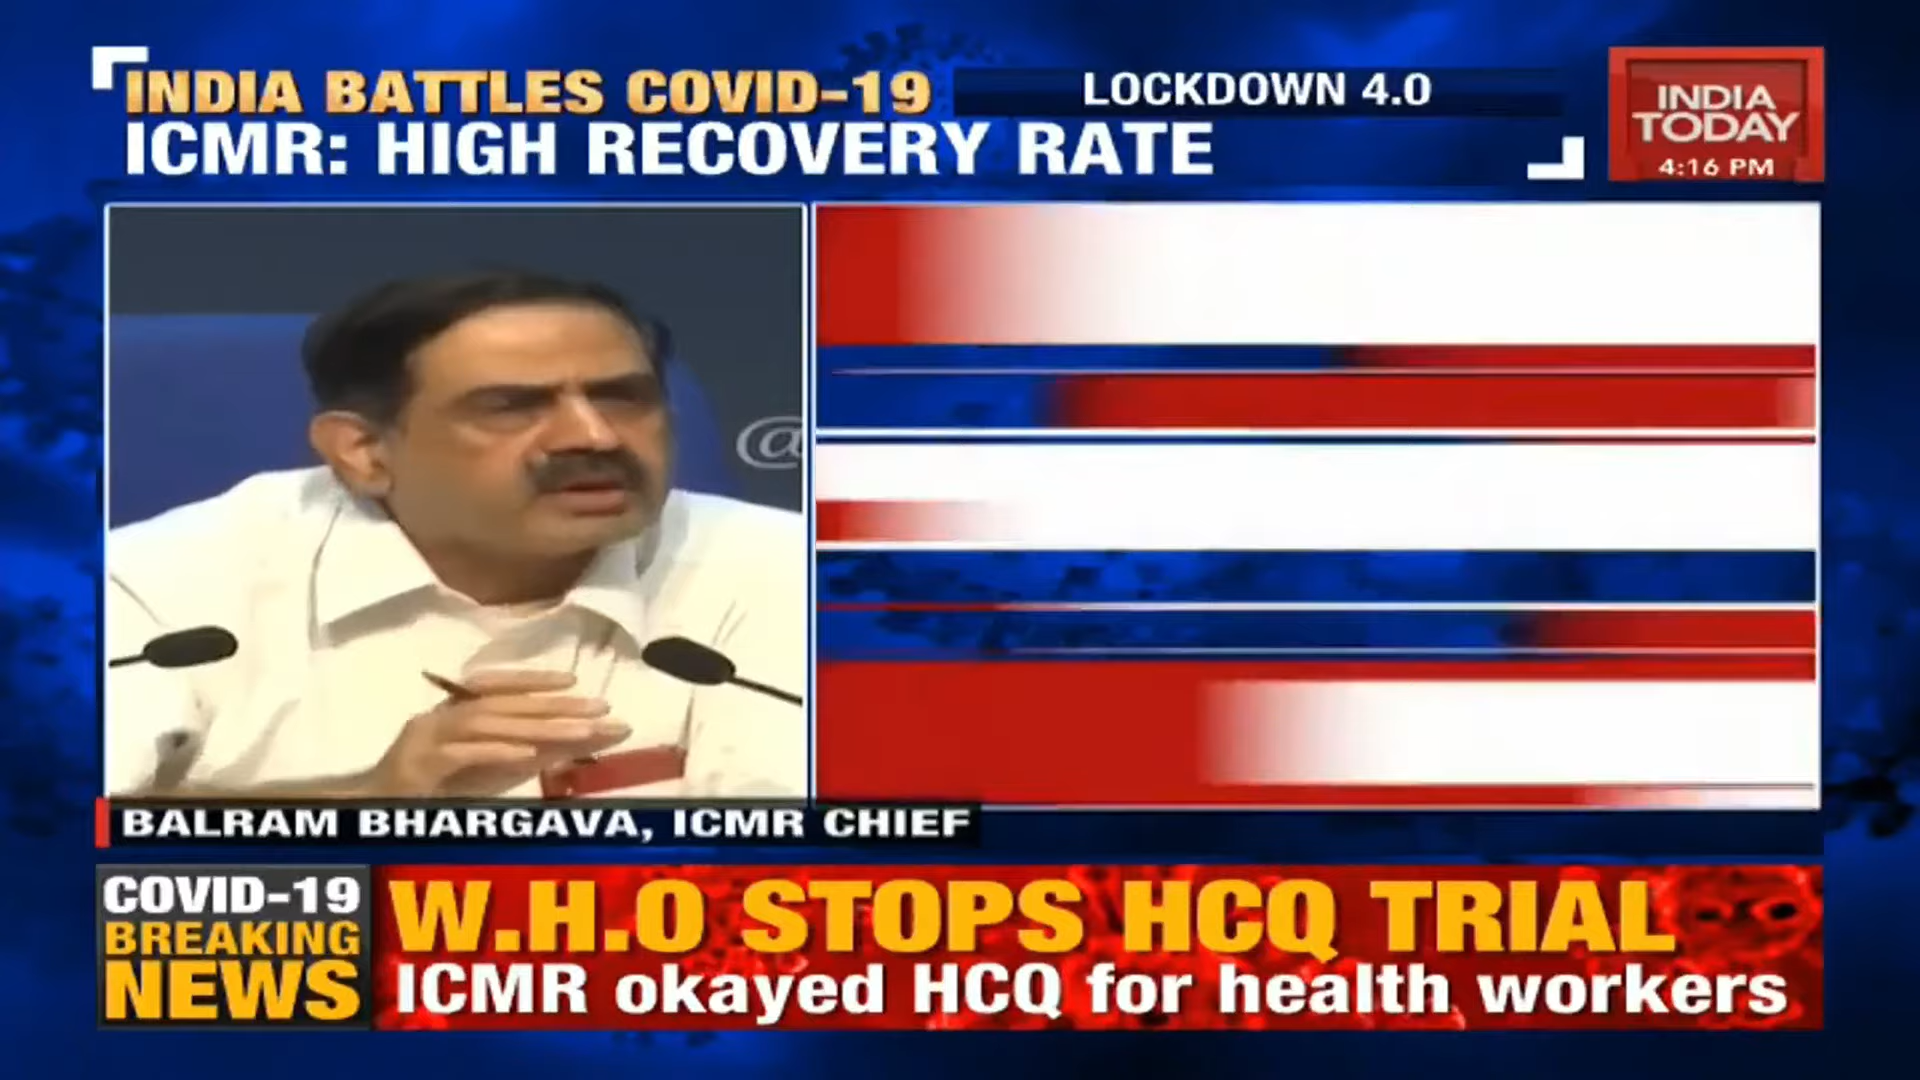 INDIA BATTLES COVID-19
LOCKDOWN 4.0
ICMR: HIGH RECOVERY RATE
INDIA
TODAY
4:16 PM
@
BALRAM BHARGAVA, ICMR CHIEF
COVID-19
BREAKING
NEWS
W.H.O STOPS HCQ TRIAL
ICMR okayed HCQ for health workers